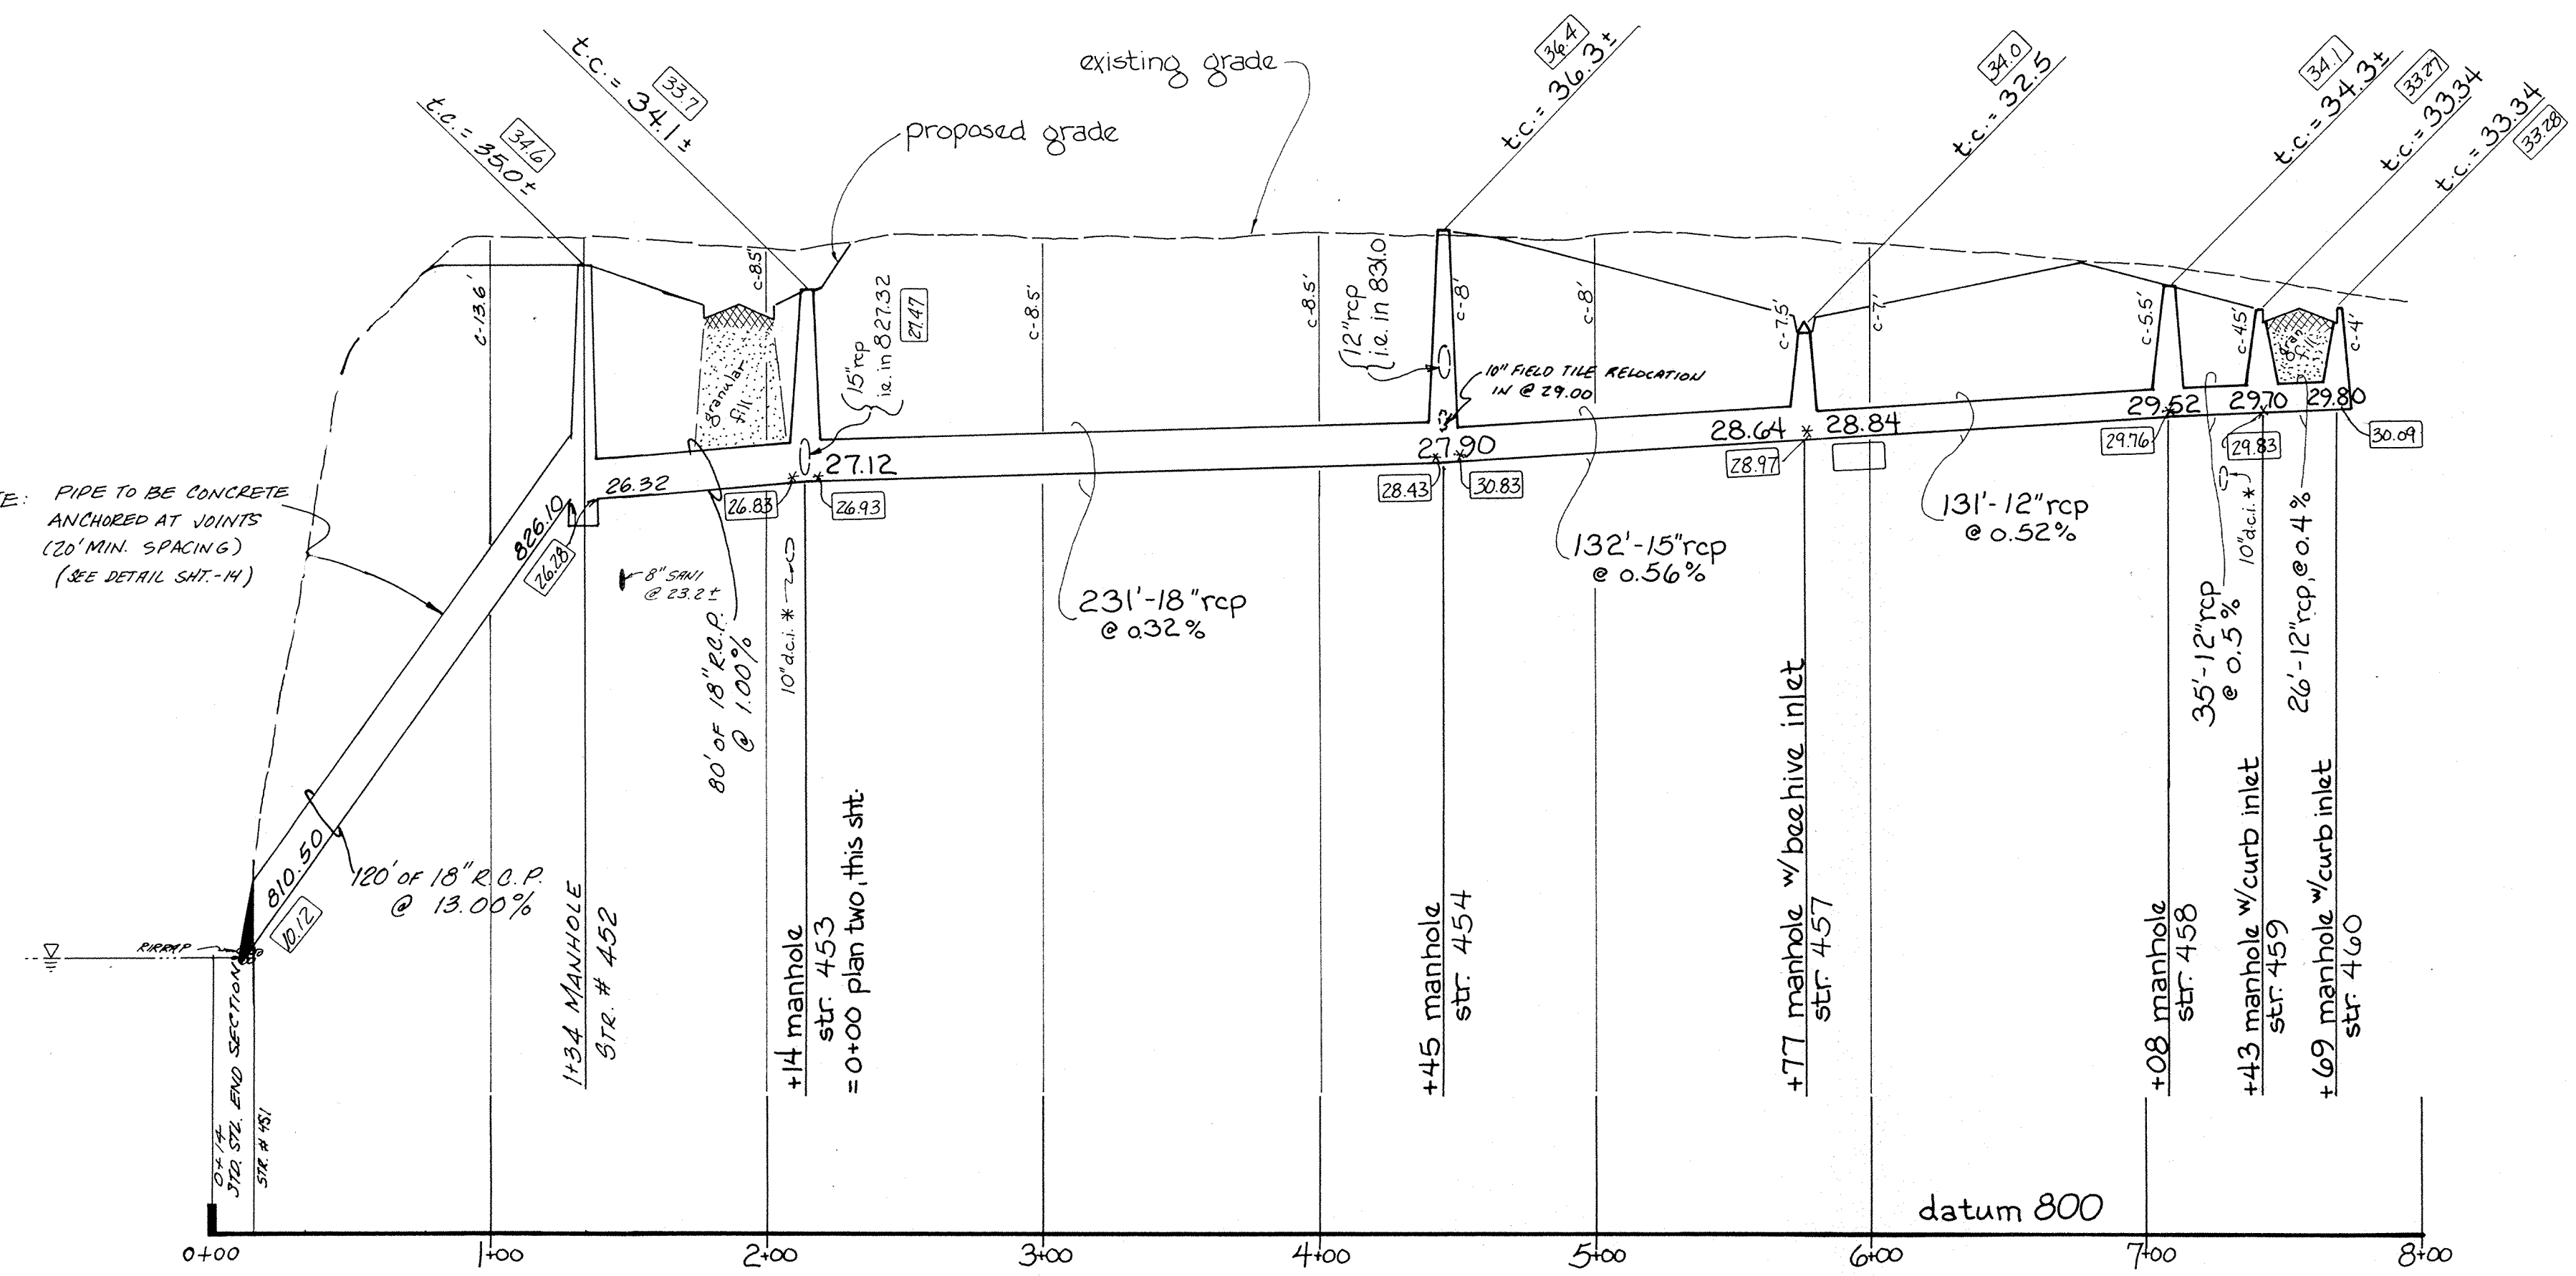 existing grade
proposed grade
t.c. = 35.0±
34.6
t.c. = 34.1±
33.7
t.c. = 36.3±
36.4
t.c. = 32.5
34.0
t.c. = 34.3±
34.1
t.c. = 33.34
33.27
t.c. = 33.34
33.28
c-13.6'
c-8.5'
c-8.5'
c-8.5'
c-8'
c-8'
c-7.5'
c-7'
c-5.5'
c-4.5'
c-4'
granular
fill
15"rcp
i.e. in 827.32
27.47
12"rcp
i.e. in 831.0
10" FIELD TILE RELOCATION
IN @ 29.00
gran.
fill
E: PIPE TO BE CONCRETE
ANCHORED AT JOINTS
(20' MIN. SPACING)
(SEE DETAIL SHT.-14)
826.10
26.28
26.32
26.83
27.12
26.93
27.90
28.43
30.83
28.64
28.84
28.97
29.52
29.76
29.70
29.83
29.80
30.09
8" SANI
@ 23.2±
80' OF 18" R.C.P.
@ 1.00%
10"d.c.i. *
231'-18"rcp
@ 0.32%
132'-15"rcp
@ 0.56%
131'-12"rcp
@ 0.52%
35'-12"rcp
@ 0.5%
10"d.c.i. *
26'-12"rcp, @ 0.4%
810.50
10.12
120' OF 18" R.C.P.
@ 13.00%
RIRRAP
0+14
STD. STL. END SECTION
STR. # 451
1+34 MANHOLE
STR. # 452
+14 manhole
str. 453
=0+00 plan two, this sht.
+45 manhole
str. 454
+77 manhole w/beehive inlet
str. 457
+08 manhole
str. 458
+43 manhole w/curb inlet
str. 459
+69 manhole w/curb inlet
str. 460
datum 800
0+00 1+00 2+00 3+00 4+00 5+00 6+00 7+00 8+00